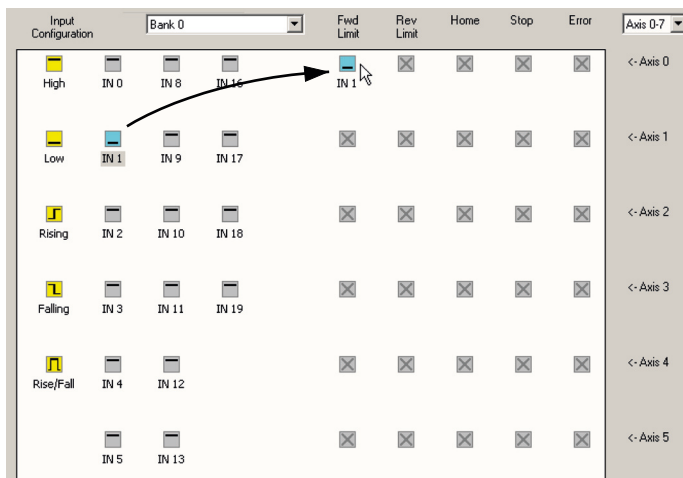 Input Configuration
Bank 0
Fwd Limit
Rev Limit
Home
Stop
Error
Axis 0-7
High
IN 0
IN 8
IN 16
IN 1
<- Axis 0
Low
IN 1
IN 9
IN 17
<- Axis 1
Rising
IN 2
IN 10
IN 18
<- Axis 2
Falling
IN 3
IN 11
IN 19
<- Axis 3
Rise/Fall
IN 4
IN 12
<- Axis 4
IN 5
IN 13
<- Axis 5